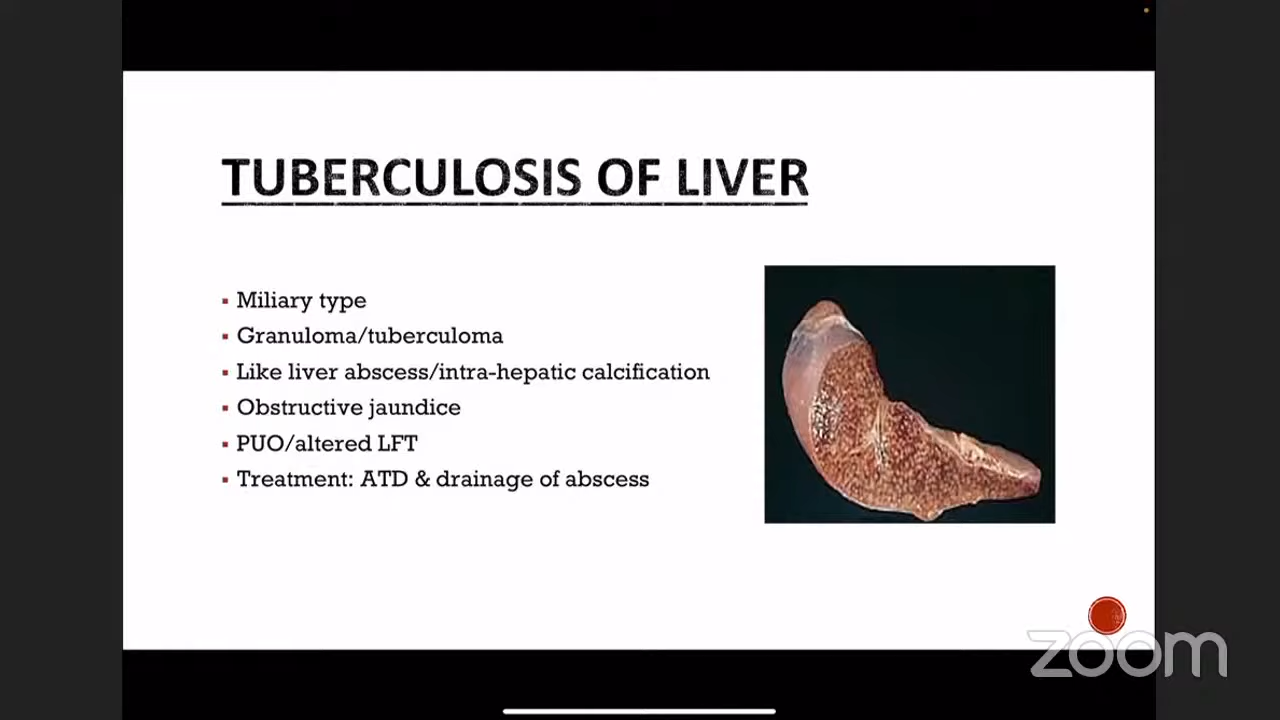 TUBERCULOSIS OF LIVER
▪ Miliary type
▪ Granuloma/tuberculoma
▪ Like liver abscess/intra-hepatic calcification
▪ Obstructive jaundice
▪ PUO/altered LFT
▪ Treatment: ATD & drainage of abscess
zoom